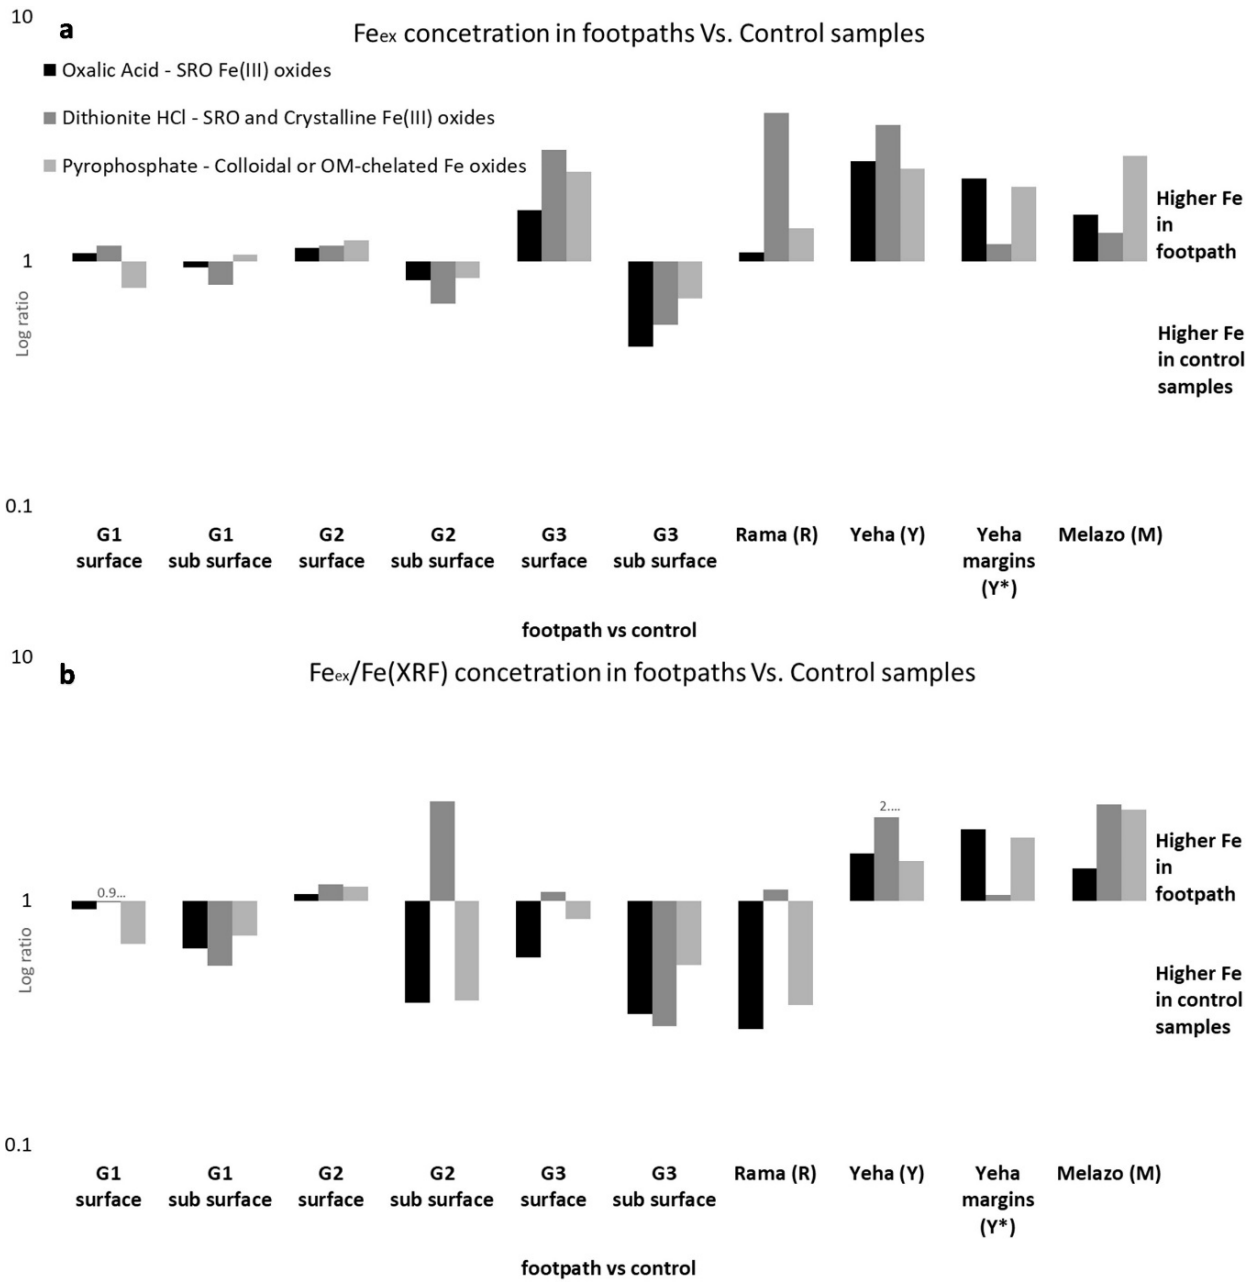 10
a
Feex concetration in footpaths Vs. Control samples
Oxalic Acid - SRO Fe(III) oxides
Dithionite HCl - SRO and Crystalline Fe(III) oxides
Pyrophosphate - Colloidal or OM-chelated Fe oxides
Higher Fe
in
footpath
1
Log ratio
Higher Fe
in control
samples
0.1
G1 surface
G1 sub surface
G2 surface
G2 sub surface
G3 surface
G3 sub surface
Rama (R)
Yeha (Y)
Yeha margins (Y*)
Melazo (M)
footpath vs control
10
b
Feex/Fe(XRF) concetration in footpaths Vs. Control samples
2....
Higher Fe
in
footpath
0.9...
1
Log ratio
Higher Fe
in control
samples
0.1
G1 surface
G1 sub surface
G2 surface
G2 sub surface
G3 surface
G3 sub surface
Rama (R)
Yeha (Y)
Yeha margins (Y*)
Melazo (M)
footpath vs control